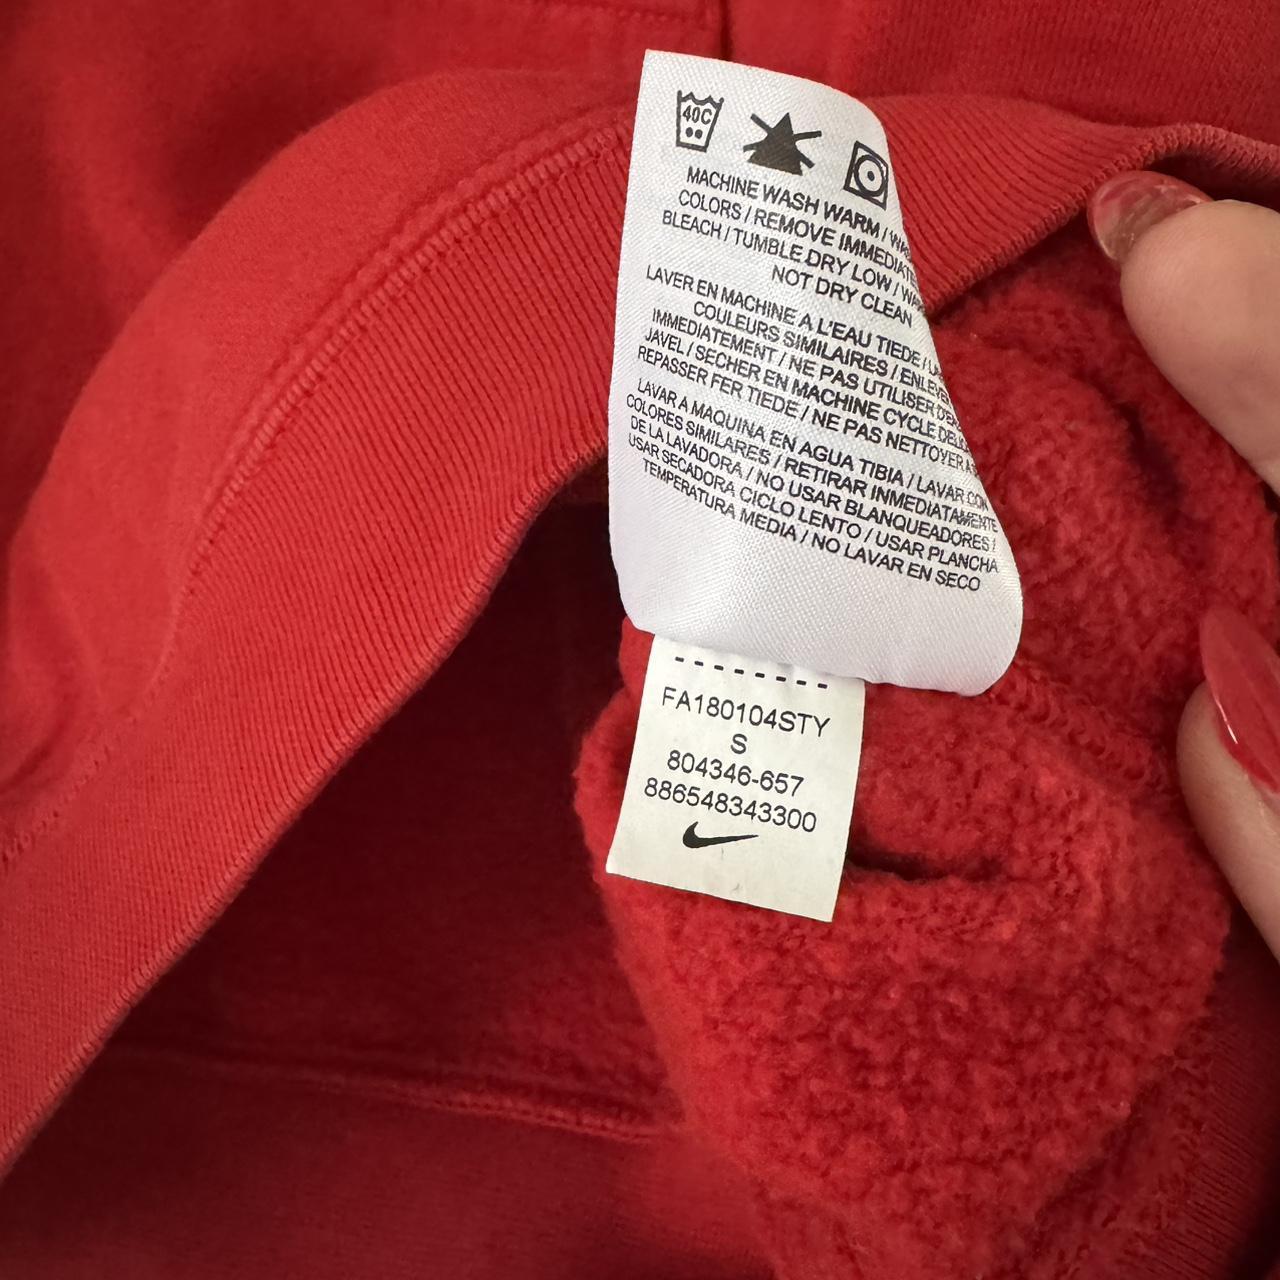 40C
MACHINE WASH WARM /
COLORS / REMOVE
BLEACH / TUMBLE DRY LOW /
NOT DRY CLEAN
LAVER EN MACHINE A L'EAU TIEDE /
COULEURS SIMILAIRES /
IMMEDIATEMENT / NE PAS UTILISER
JAVEL / SECHER EN MACHINE CYCLE
REPASSER FER TIEDE / NE PAS NETTOYER A
LAVAR A MAQUINA EN AGUA TIBIA / LAVAR CON
COLORES SIMILARES / RETIRAR INMEDIATAMENTE
DE LA LAVADORA / NO USAR BLANQUEADORES /
USAR SECADORA CICLO LENTO / USAR PLANCHA
TEMPERATURA MEDIA / NO LAVAR EN SECO
FA180104STY
S
804346-657
886548343300